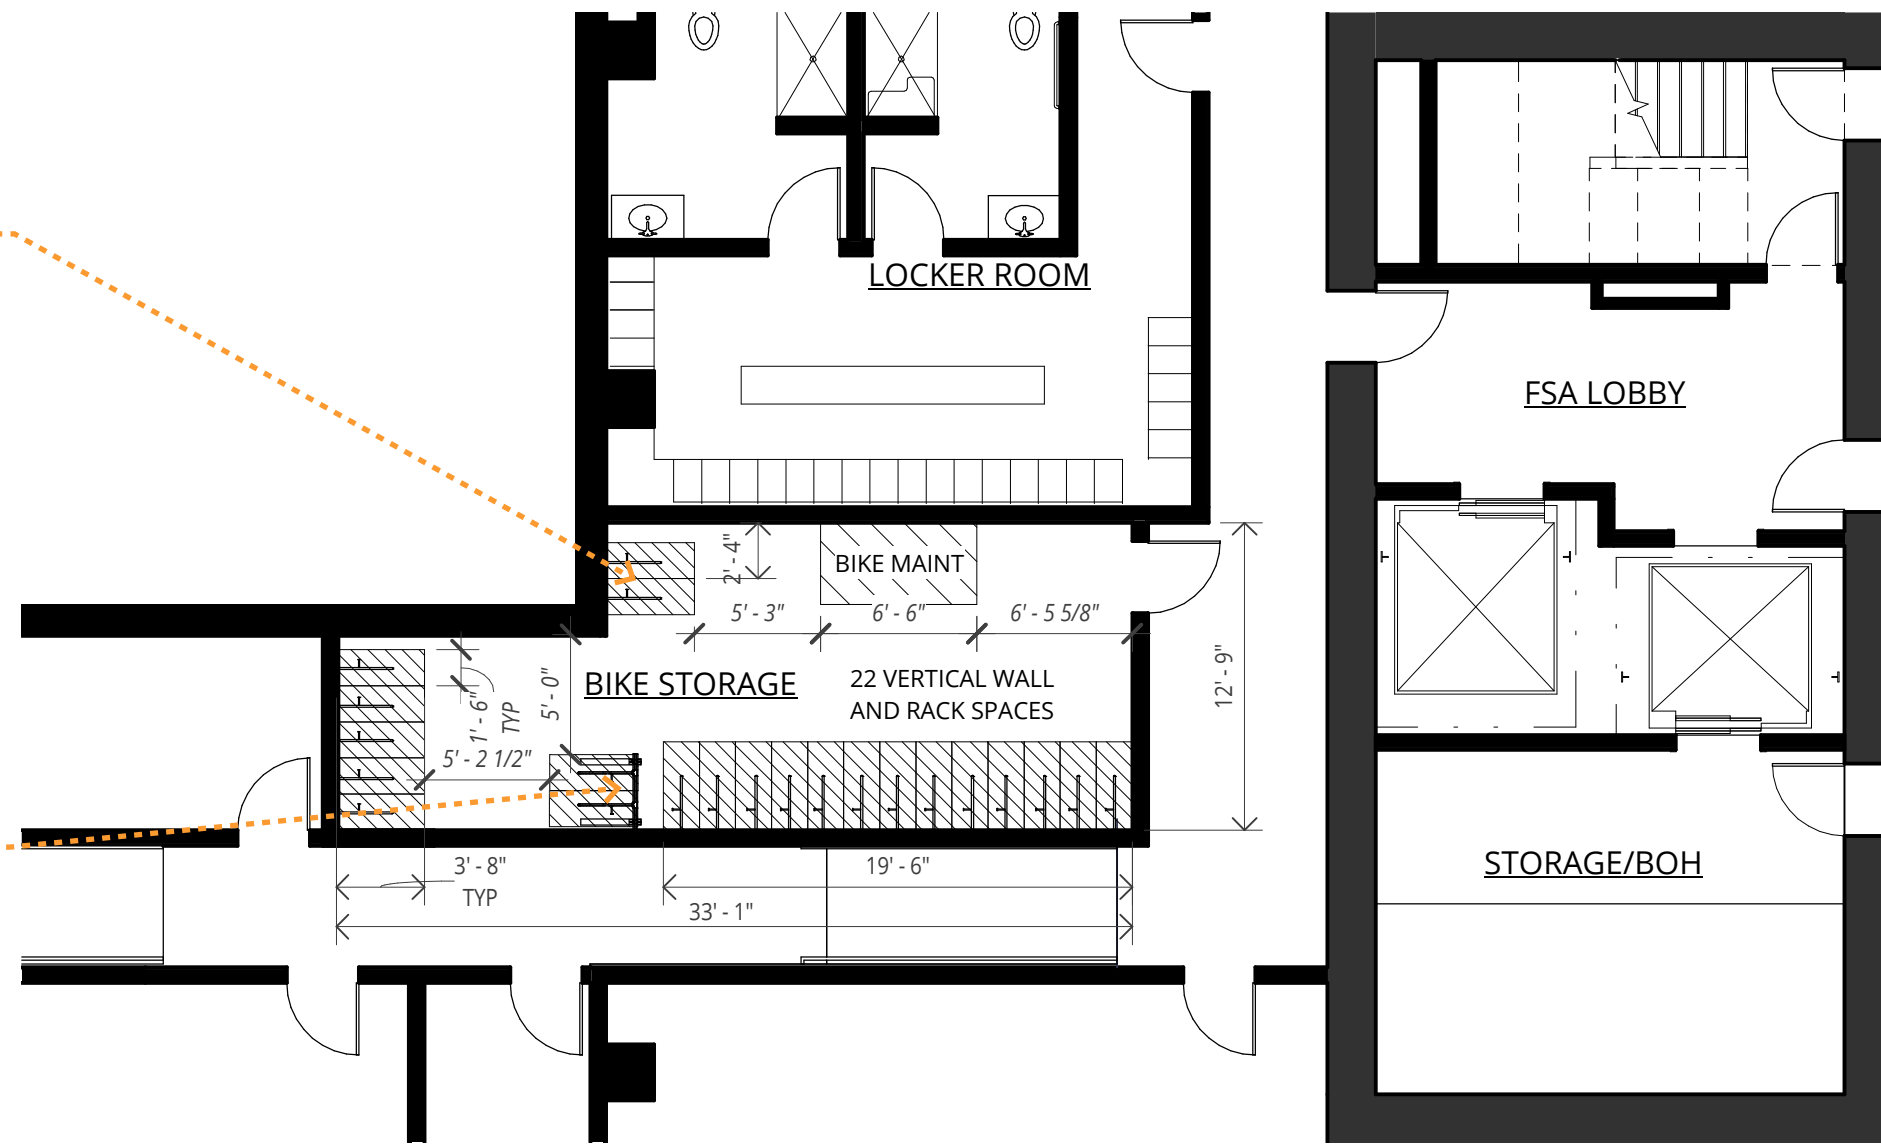 LOCKER ROOM
FSA LOBBY
2' - 4"
BIKE MAINT
5' - 3"
6' - 6"
6' - 5 5/8"
12' - 9"
1' - 6"
TYP
5' - 0"
BIKE STORAGE
22 VERTICAL WALL
AND RACK SPACES
5' - 2 1/2"
3' - 8"
TYP
19' - 6"
33' - 1"
STORAGE/BOH